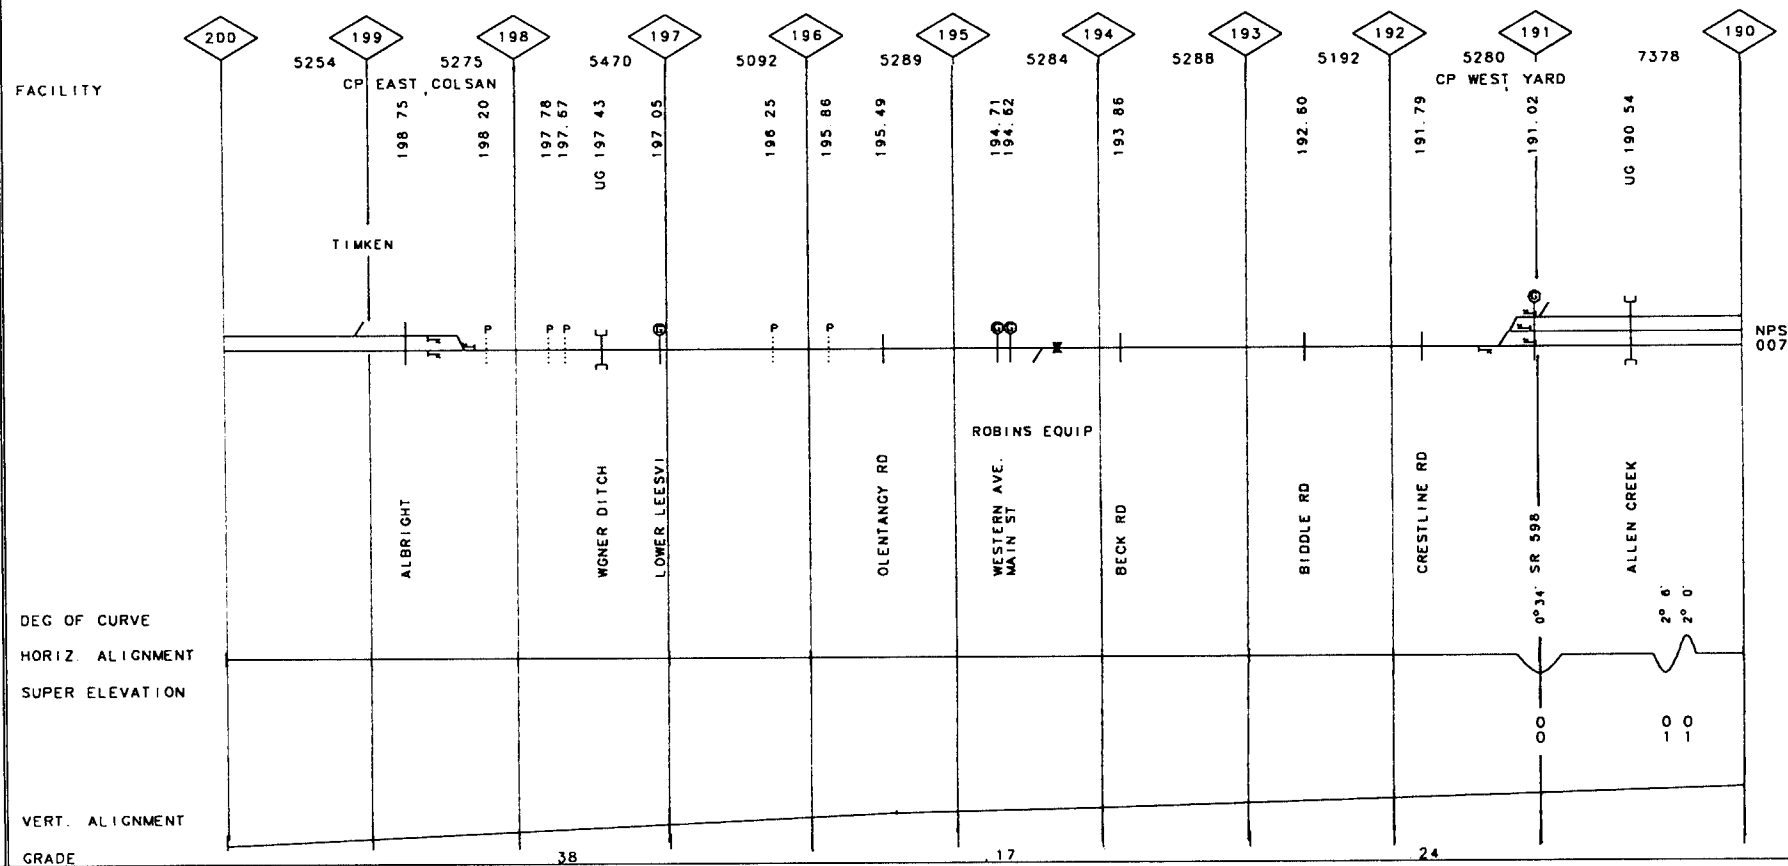 200 199 198 197 196 195 194 193 192 191 190
5254 5275 5470 5092 5289 5284 5288 5192 5280 7378
CP EAST COLSAN CP WEST YARD
FACILITY
198 75
198 20
197 78
197.67
UG 197 43
197 05
196 25
195 86
195.49
194.71
194.62
193 86
192.60
191.79
191.02
UG 190 54
TIMKEN
P P P G P P G G G
NPS
007
ROBINS EQUIP
ALBRIGHT
WGNER DITCH
LOWER LEESVI
OLENTANGY RD
WESTERN AVE.
MAIN ST
BECK RD
BIDDLE RD
CRESTLINE RD
SR 598
ALLEN CREEK
DEG OF CURVE 0°34' 2° 6' 2° 0'
HORIZ. ALIGNMENT
SUPER ELEVATION
0 0 0 1 0 1
VERT. ALIGNMENT
GRADE 38 .17 .24